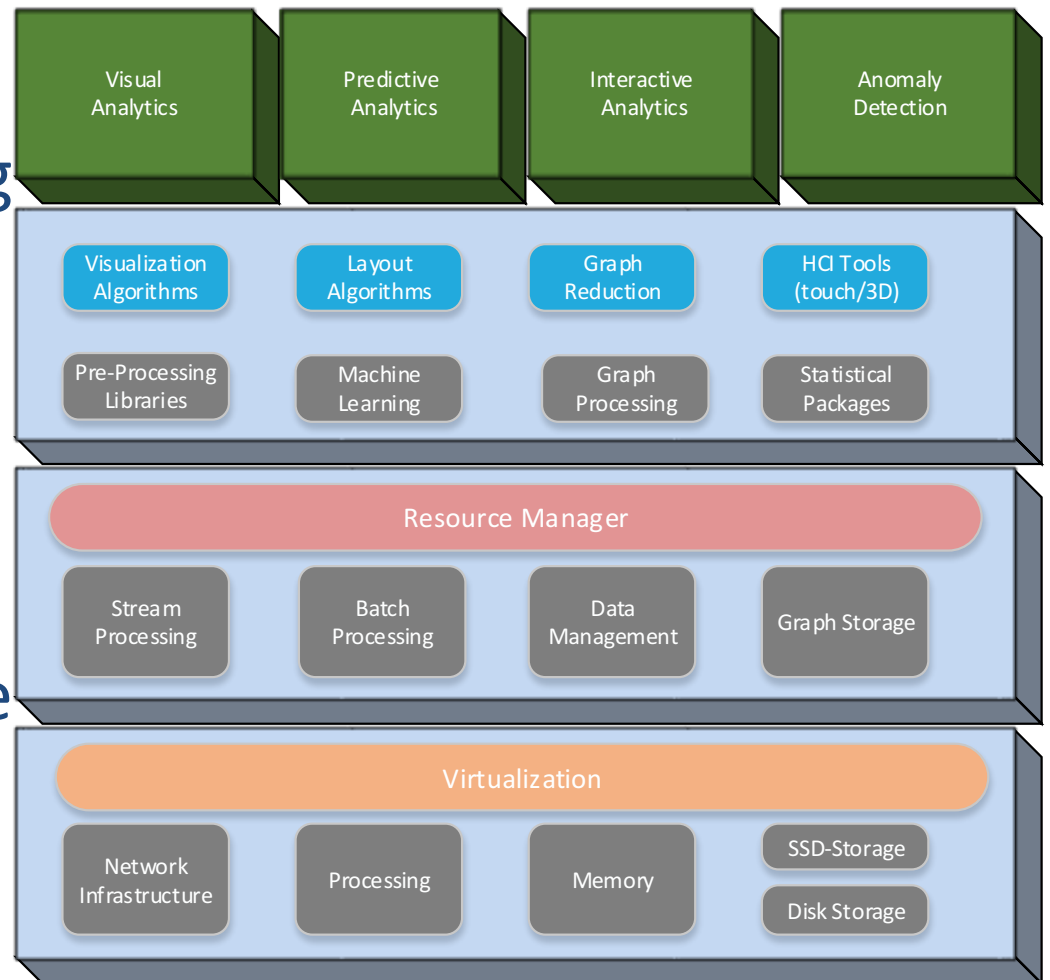 Visual
Analytics
Predictive
Analytics
Interactive
Analytics
Anomaly
Detection
g
Visualization
Algorithms
Layout
Algorithms
Graph
Reduction
HCI Tools
(touch/3D)
Pre-Processing
Libraries
Machine
Learning
Graph
Processing
Statistical
Packages
Resource Manager
Stream
Processing
Batch
Processing
Data
Management
Graph Storage
e
Virtualization
Network
Infrastructure
Processing
Memory
SSD-Storage
Disk Storage